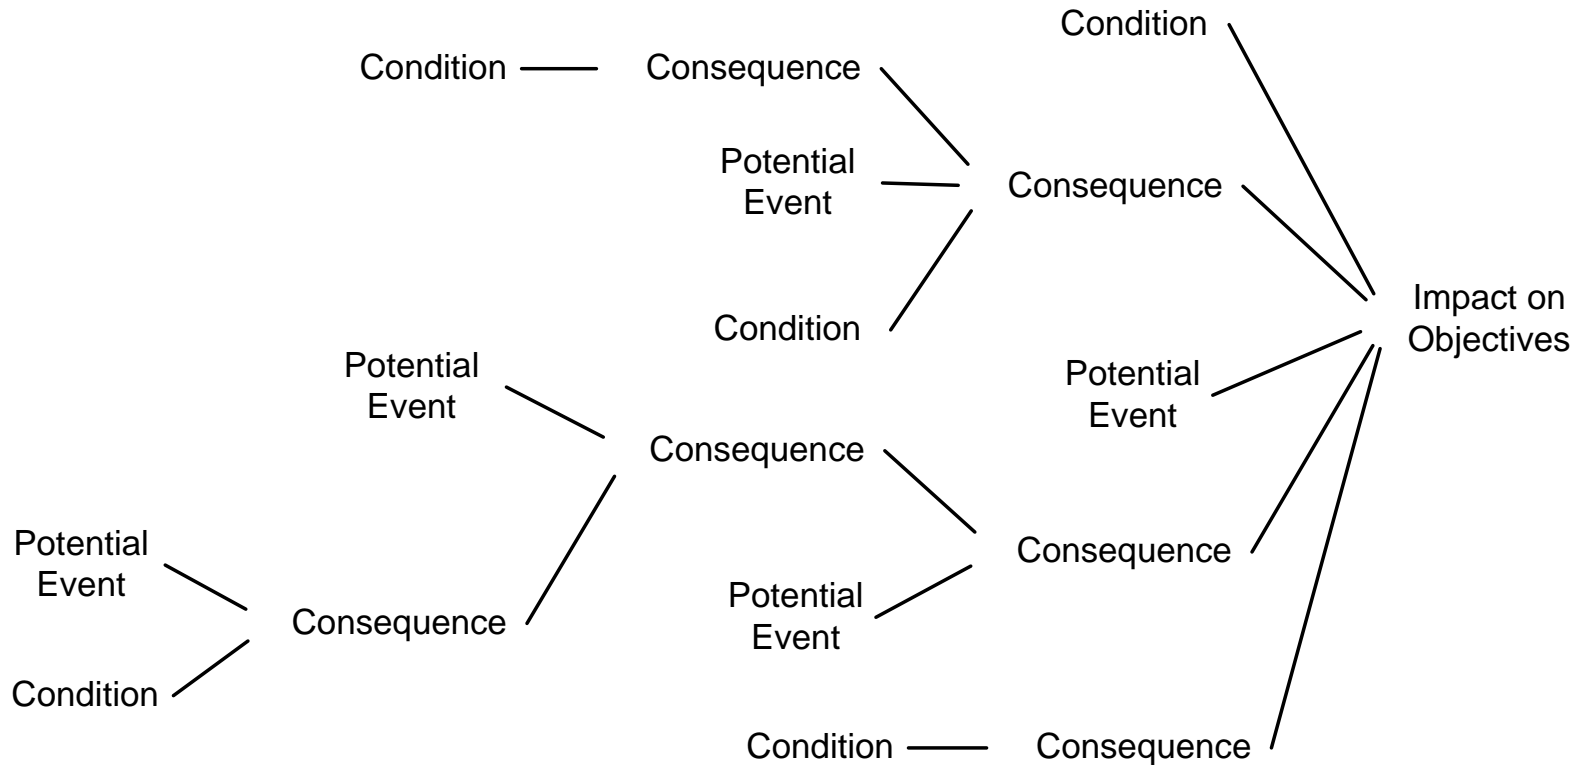 Condition
Condition
Consequence
Potential
Event
Consequence
Impact on
Objectives
Condition
Potential
Event
Potential
Event
Consequence
Potential
Event
Consequence
Potential
Event
Consequence
Condition
Condition
Consequence